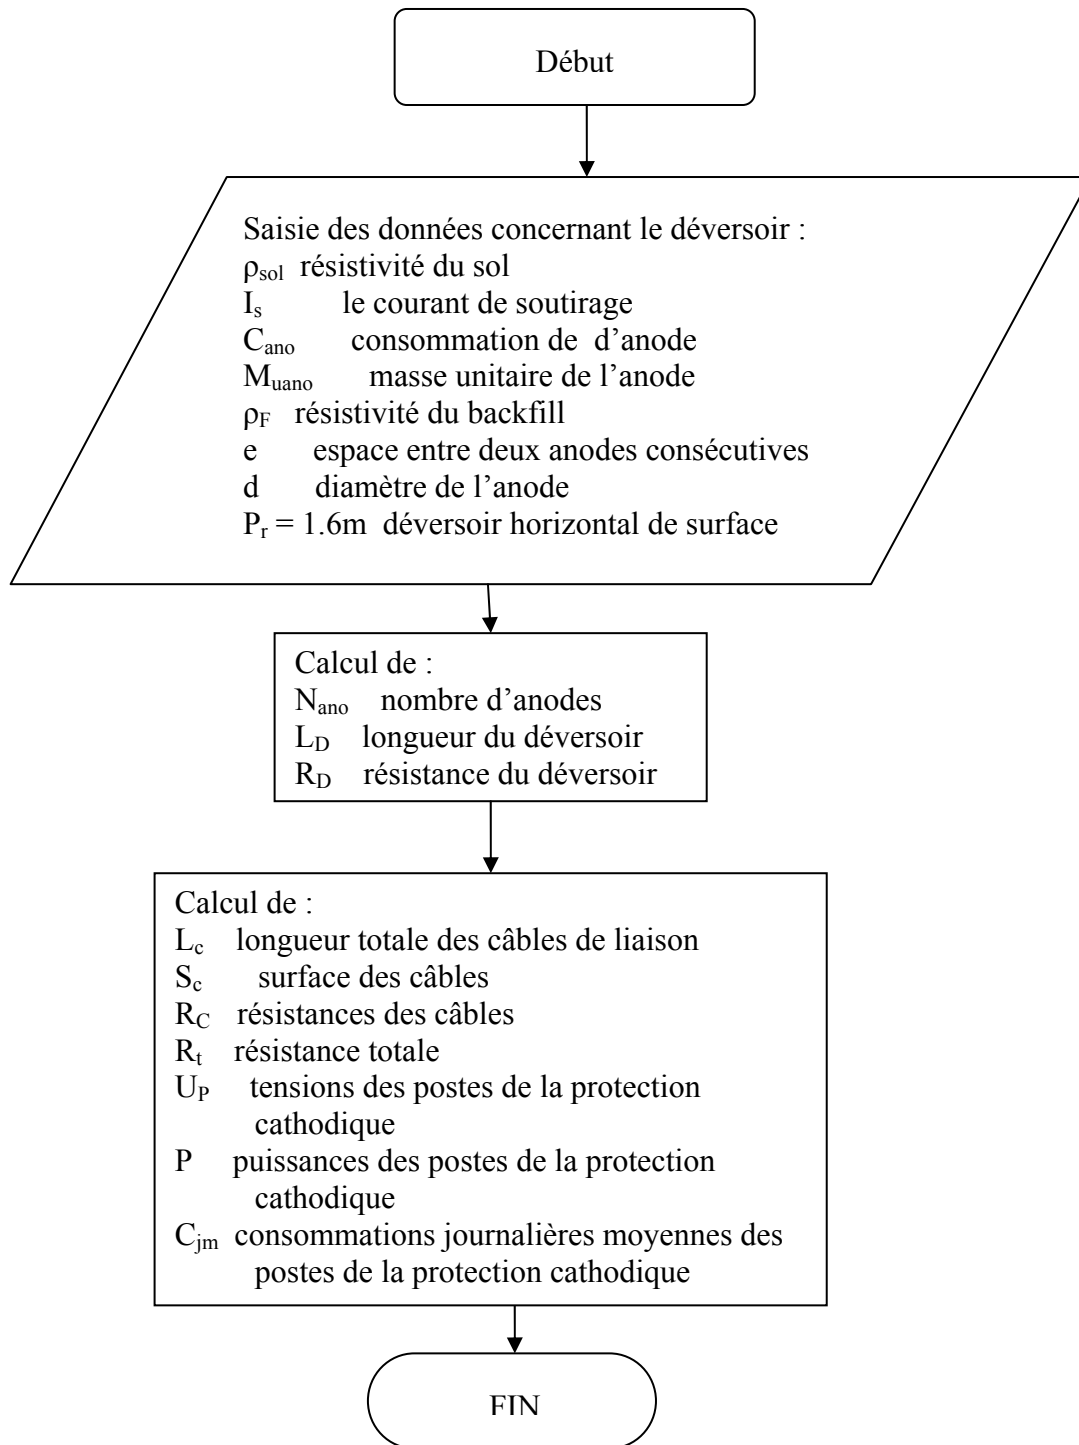 Début
Saisie des données concernant le déversoir :
ρsol résistivité du sol
Is le courant de soutirage
Cano consommation de d’anode
Muano masse unitaire de l’anode
ρF résistivité du backfill
e espace entre deux anodes consécutives
d diamètre de l’anode
Pr = 1.6m déversoir horizontal de surface
Calcul de :
Nano nombre d’anodes
LD longueur du déversoir
RD résistance du déversoir
Calcul de :
Lc longueur totale des câbles de liaison
Sc surface des câbles
RC résistances des câbles
Rt résistance totale
UP tensions des postes de la protection
cathodique
P puissances des postes de la protection
cathodique
Cjm consommations journalières moyennes des
postes de la protection cathodique
FIN